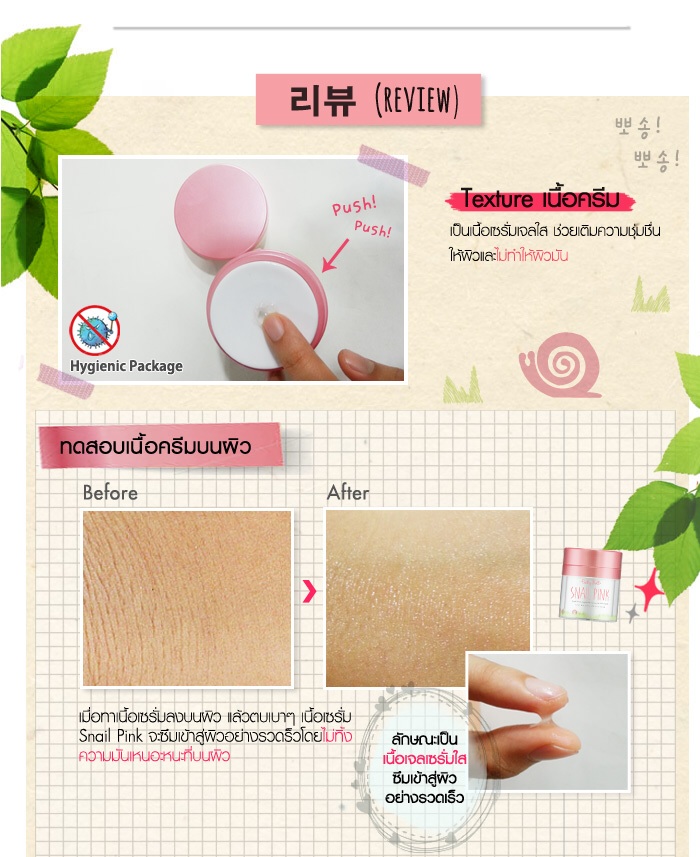 리뷰 (REVIEW)
뽀송!
뽀송!
Push!
Push!
Hygienic Package
Texture เนื้อครีม
เป็นเนื้อเซรั่มเจลใส ช่วยเติมความชุ่มชื่น
ให้ผิวและไม่ทำให้ผิวมัน
ทดสอบเนื้อครีมบนผิว
Before
After
SNAIL PINK
เมื่อทาเนื้อเซรั่มลงบนผิว แล้วตบเบาๆ เนื้อเซรั่ม
Snail Pink จะซึมเข้าสู่ผิวอย่างรวดเร็วโดยไม่ทิ้ง
ความมันเหนอะหนะที่บนผิว
ลักษณะเป็น
เนื้อเจลเซรั่มใส
ซึมเข้าสู่ผิว
อย่างรวดเร็ว